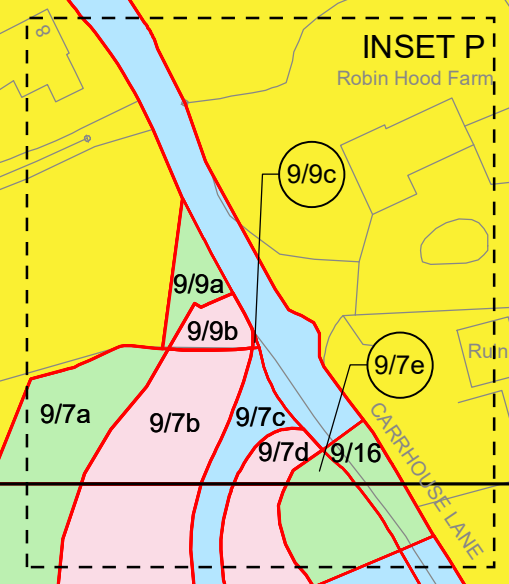 8
INSET P
Robin Hood Farm
9/9c
9/9a
9/9b
Ruin
9/7e
9/7a
9/7b
9/7c
9/7d
9/16
CARRHOUSE LANE